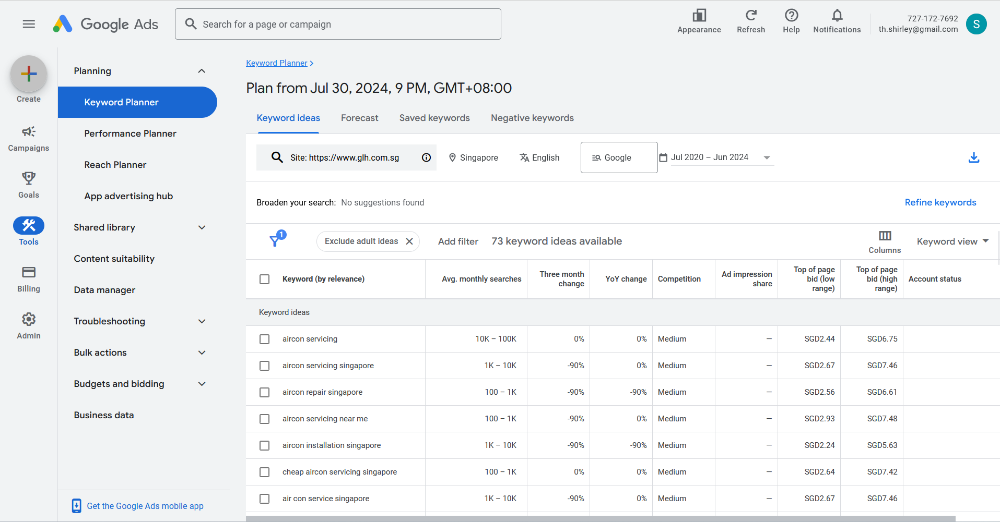 Google Ads
Search for a page or campaign
Appearance
Refresh
Help
Notifications
727-172-7692
th.shirley@gmail.com
S
Create
Campaigns
Goals
Tools
Billing
Admin
Planning
Keyword Planner
Performance Planner
Reach Planner
App advertising hub
Shared library
Content suitability
Data manager
Troubleshooting
Bulk actions
Budgets and bidding
Business data
Get the Google Ads mobile app
Keyword Planner
Plan from Jul 30, 2024, 9 PM, GMT+08:00
Keyword ideas Forecast Saved keywords Negative keywords
Site: https://www.glh.com.sg Singapore English Google Jul 2020 – Jun 2024
Broaden your search: No suggestions found Refine keywords
1 Exclude adult ideas Add filter 73 keyword ideas available Columns Keyword view
Keyword (by relevance) Avg. monthly searches Three month change YoY change Competition Ad impression share Top of page bid (low range) Top of page bid (high range) Account status
Keyword ideas
aircon servicing 10K – 100K 0% 0% Medium — SGD2.44 SGD6.75
aircon servicing singapore 1K – 10K -90% 0% Medium — SGD2.67 SGD7.46
aircon repair singapore 100 – 1K -90% -90% Medium — SGD2.56 SGD6.61
aircon servicing near me 100 – 1K -90% 0% Medium — SGD2.93 SGD7.48
aircon installation singapore 1K – 10K -90% -90% Medium — SGD2.24 SGD5.63
cheap aircon servicing singapore 100 – 1K 0% 0% Medium — SGD2.64 SGD7.42
air con service singapore 1K – 10K -90% 0% Medium — SGD2.67 SGD7.46